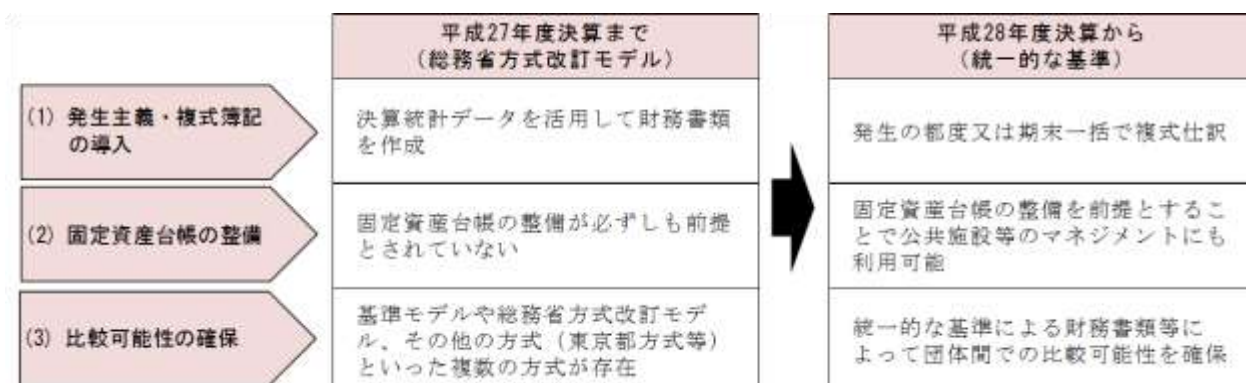 平成27年度決算まで
(総務省方式改訂モデル)
平成28年度決算から
(統一的な基準)
(1) 発生主義・複式簿記
の導入
決算統計データを活用して財務書類
を作成
発生の都度又は期末一括で複式仕訳
(2) 固定資産台帳の整備
固定資産台帳の整備が必ずしも前提
とされていない
固定資産台帳の整備を前提とするこ
とで公共施設等のマネジメントにも
利用可能
(3) 比較可能性の確保
基準モデルや総務省方式改訂モデ
ル、その他の方式（東京都方式等）
といった複数の方式が存在
統一的な基準による財務書類等に
よって団体間での比較可能性を確保